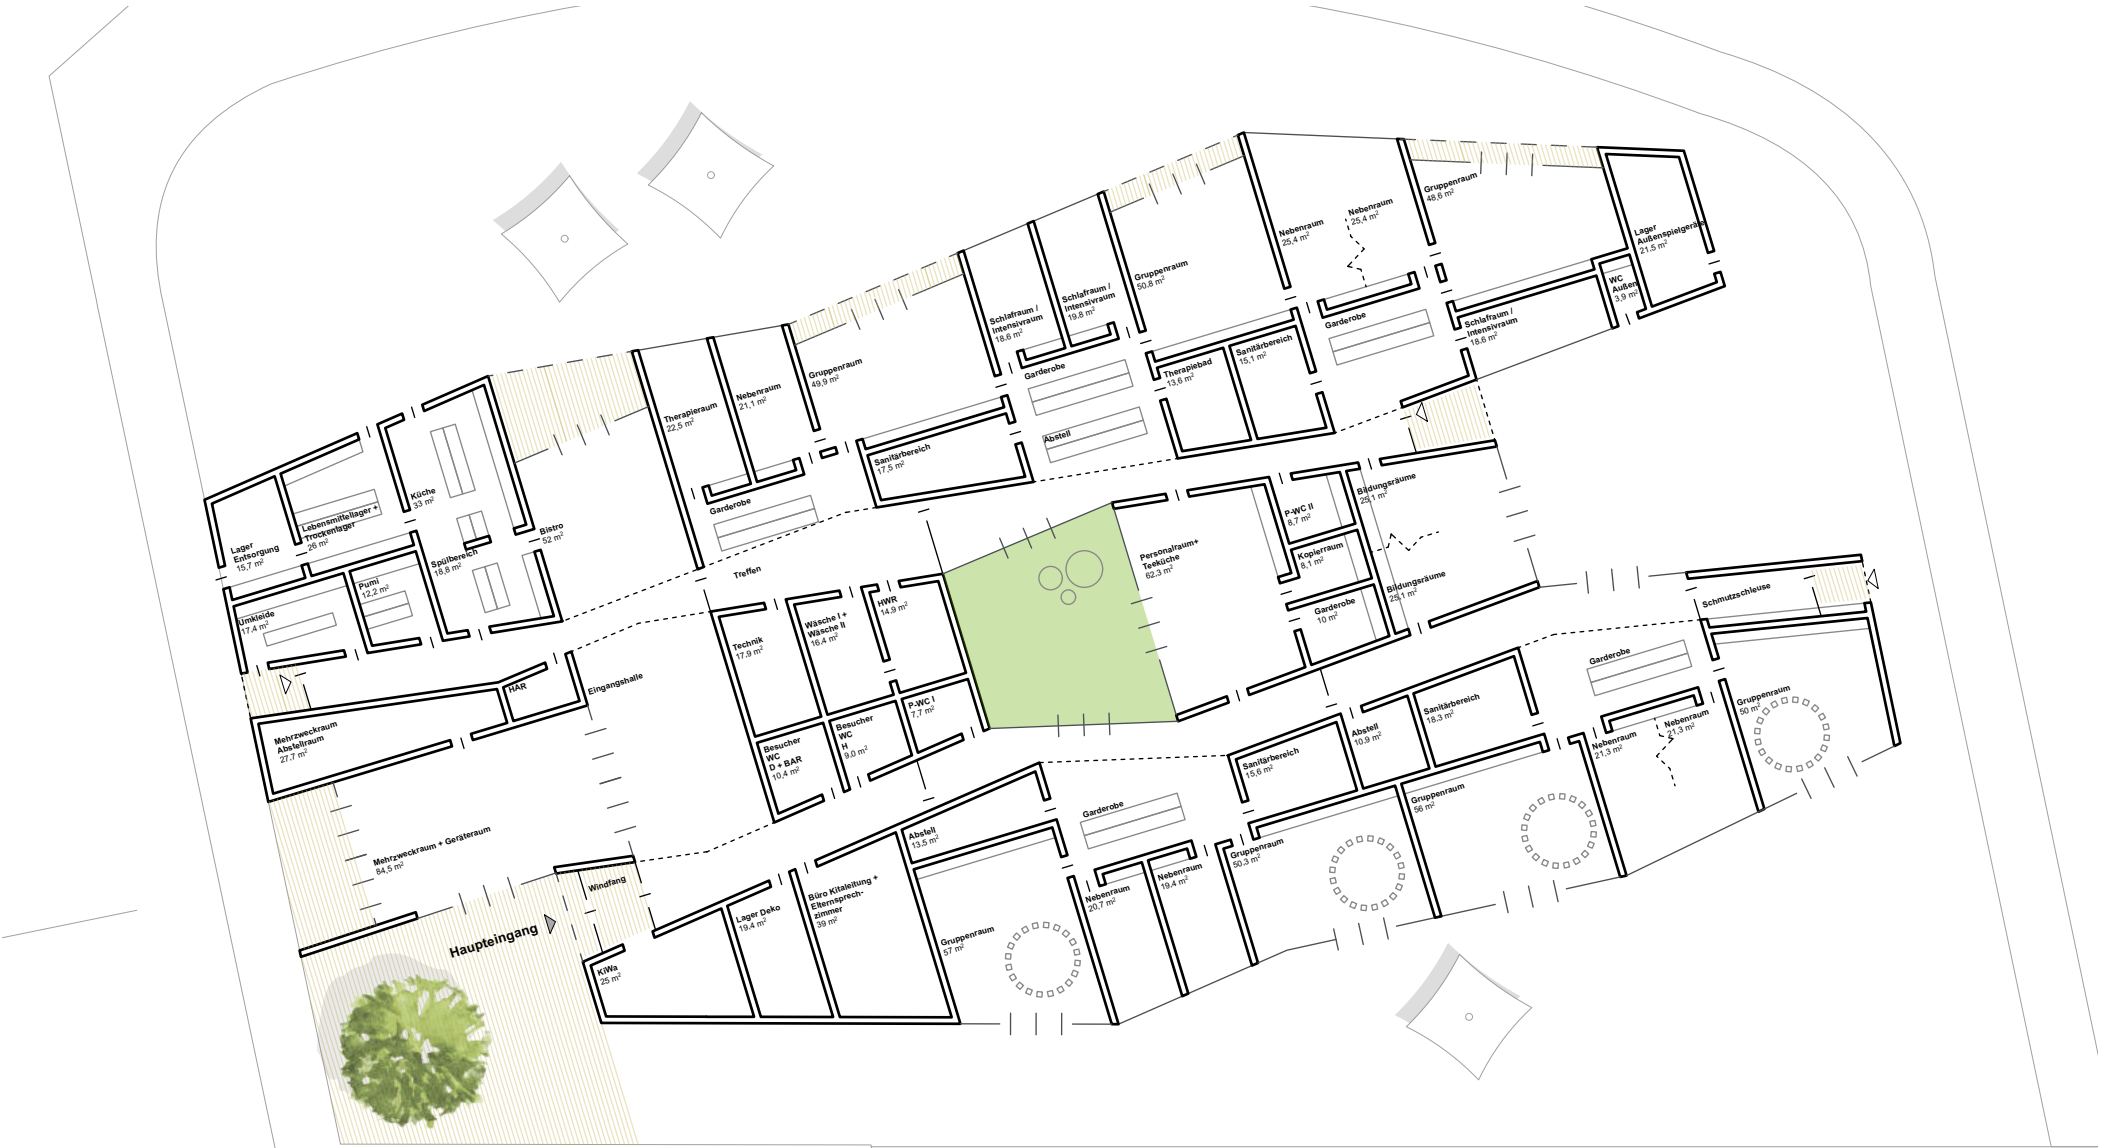 Gruppenraum
48,6 m²
Nebenraum
25,4 m²
Nebenraum
25,4 m²
Lager
Außenspielgeräte
21,5 m²
WC
Außen
3,9 m²
Gruppenraum
50,8 m²
Schlafraum /
Intensivraum
19,8 m²
Schlafraum /
Intensivraum
18,6 m²
Garderobe
Schlafraum /
Intensivraum
18,6 m²
Sanitärbereich
15,1 m²
Therapiebad
13,6 m²
Garderobe
Abstell
Gruppenraum
49,9 m²
Nebenraum
21,1 m²
Therapieraum
22,5 m²
Sanitärbereich
17,5 m²
Garderobe
Küche
33 m²
Lebensmittellager +
Trockenlager
26 m²
Lager
Entsorgung
15,7 m²
Bistro
52 m²
Spülbereich
18,8 m²
Pumi
12,2 m²
Umkleide
17,4 m²
Treffen
Bildungsräume
25,1 m²
P-WC II
8,7 m²
Personalraum+
Teeküche
62,3 m²
Kopierraum
8,1 m²
Bildungsräume
25,1 m²
Garderobe
10 m²
Schmutzschleuse
HWR
14,9 m²
Wäsche I +
Wäsche II
16,4 m²
Technik
17,9 m²
HAR
Eingangshalle
Mehrzweckraum
Abstellraum
27,7 m²
P-WC I
7,7 m²
Besucher
WC
H
9,0 m²
Besucher
WC
D + BAR
10,4 m²
Garderobe
Gruppenraum
50 m²
Nebenraum
21,3 m²
Nebenraum
21,3 m²
Sanitärbereich
18,3 m²
Abstell
10,9 m²
Sanitärbereich
15,6 m²
Gruppenraum
56 m²
Garderobe
Gruppenraum
50,3 m²
Nebenraum
19,4 m²
Nebenraum
20,7 m²
Abstell
13,5 m²
Mehrzweckraum + Geräteraum
84,5 m²
Windfang
Haupteingang
Büro Kitaleitung +
Elternsprech-
zimmer
39 m²
Lager Deko
19,4 m²
KiWa
25 m²
Gruppenraum
57 m²